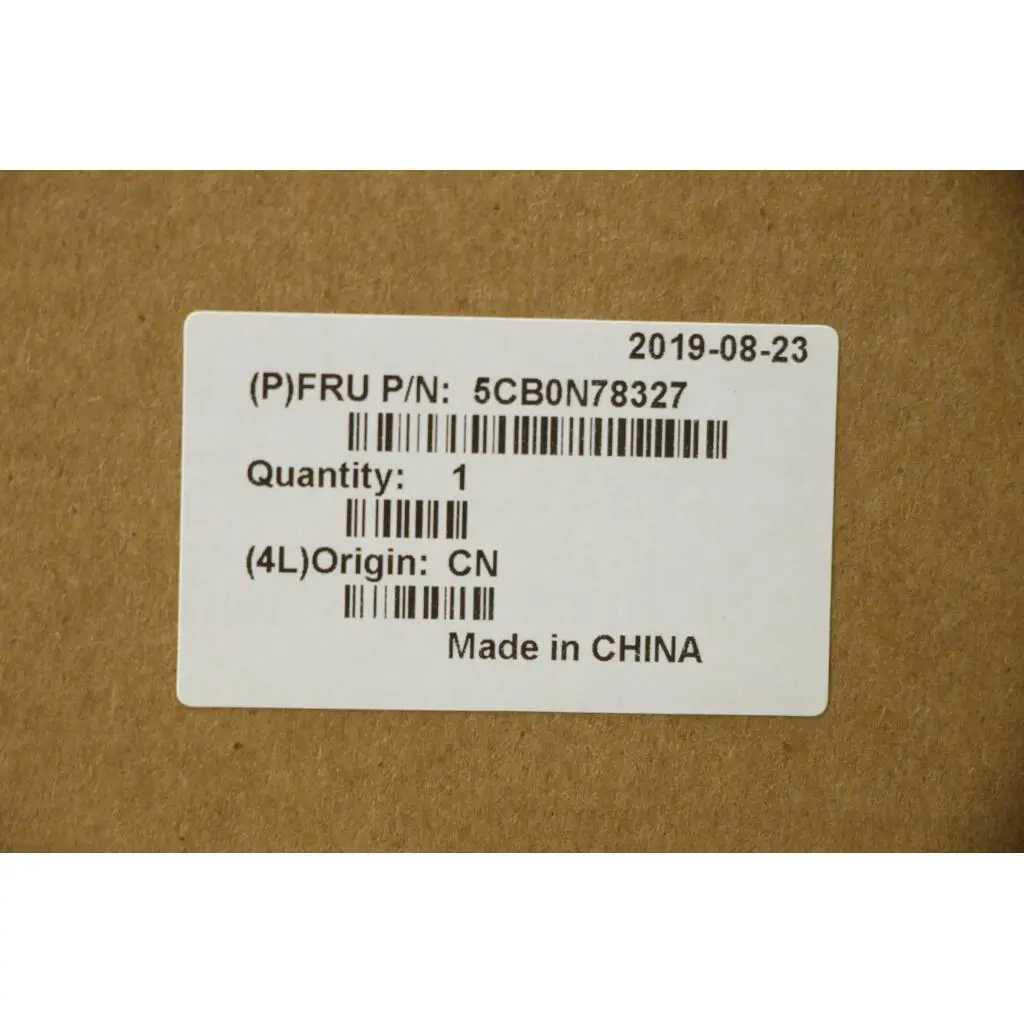 2019-08-23
(P)FRU P/N: 5CB0N78327
Quantity: 1
(4L)Origin: CN
Made in CHINA